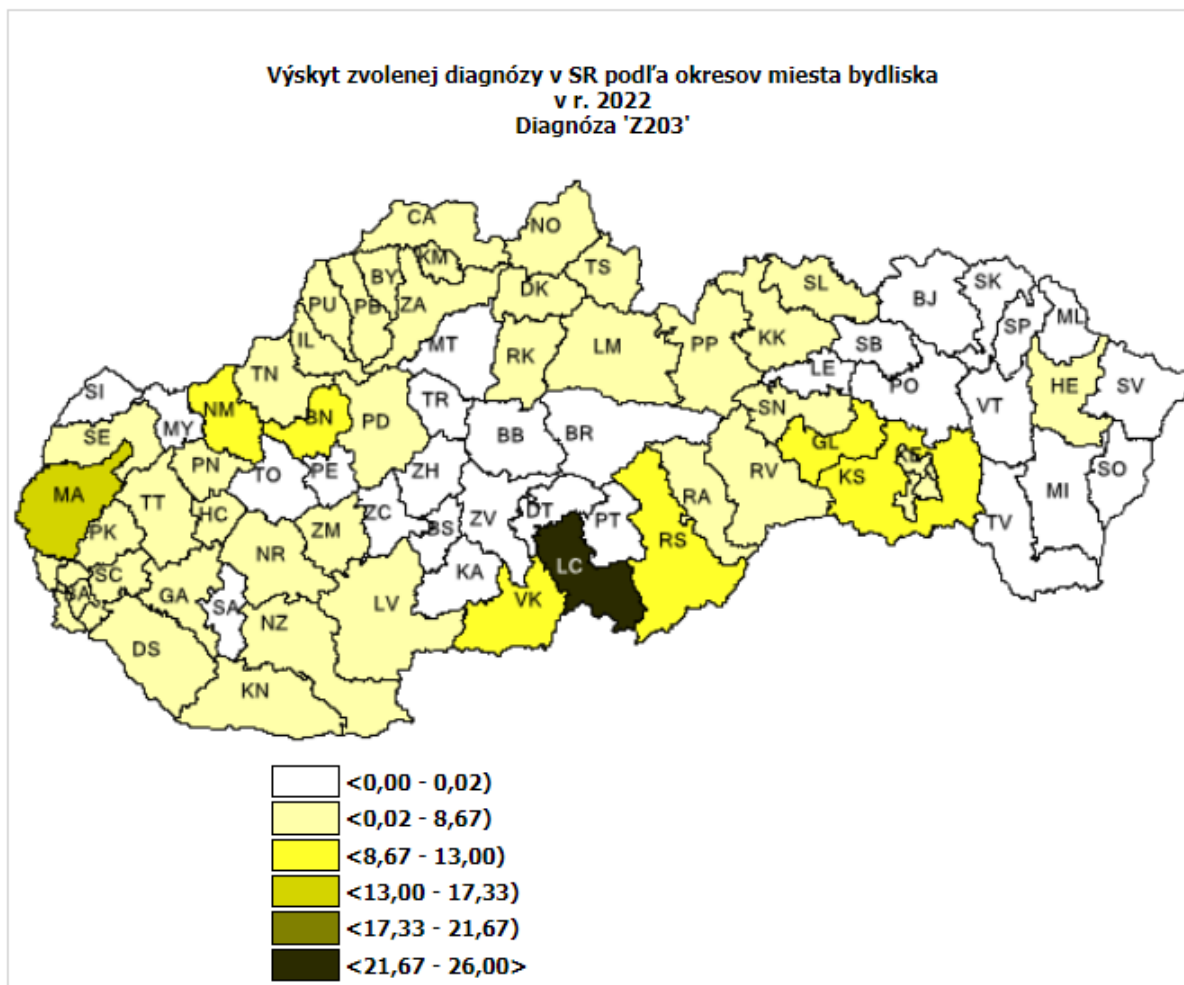 Výskyt zvolenej diagnózy v SR podľa okresov miesta bydliska
v r. 2022
Diagnóza 'Z203'
CA
NO
KM
BY
TS
PU
PB
ZA
DK
SL
BJ
SK
SP
ML
IL
MT
RK
LM
PP
KK
SB
TN
LE
PO
HE
SV
SI
NM
BN
PD
TR
SN
VT
MY
BB
BR
SE
GL
KE
PN
TO
PE
ZH
RV
KS
SO
MA
TT
ZC
ZV
DT
PT
RA
MI
HC
ZM
BS
RS
TV
PK
NR
LC
KA
BA
SC
GA
SA
LV
VK
NZ
DS
KN
<0,00 - 0,02)
<0,02 - 8,67)
<8,67 - 13,00)
<13,00 - 17,33)
<17,33 - 21,67)
<21,67 - 26,00>